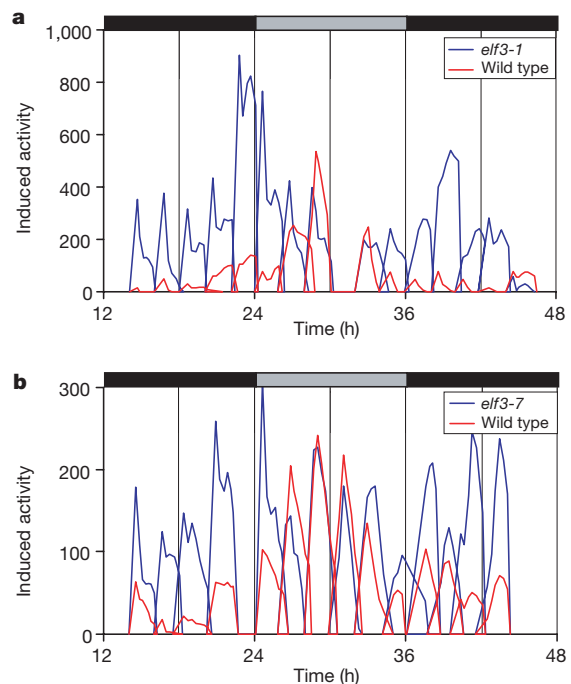 a
1,000
elf3-1
Wild type
800
600
400
200
0
Induced activity
12
24
36
48
Time (h)
b
300
elf3-7
Wild type
200
100
0
Induced activity
12
24
36
48
Time (h)